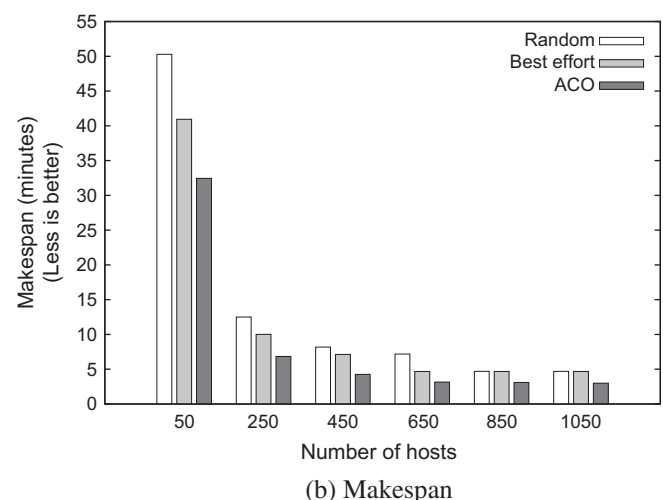 55
50
45
40
35
30
25
20
15
10
5
0
Makespan (minutes)
(Less is better)
Random
Best effort
ACO
50 250 450 650 850 1050
Number of hosts
(b) Makespan